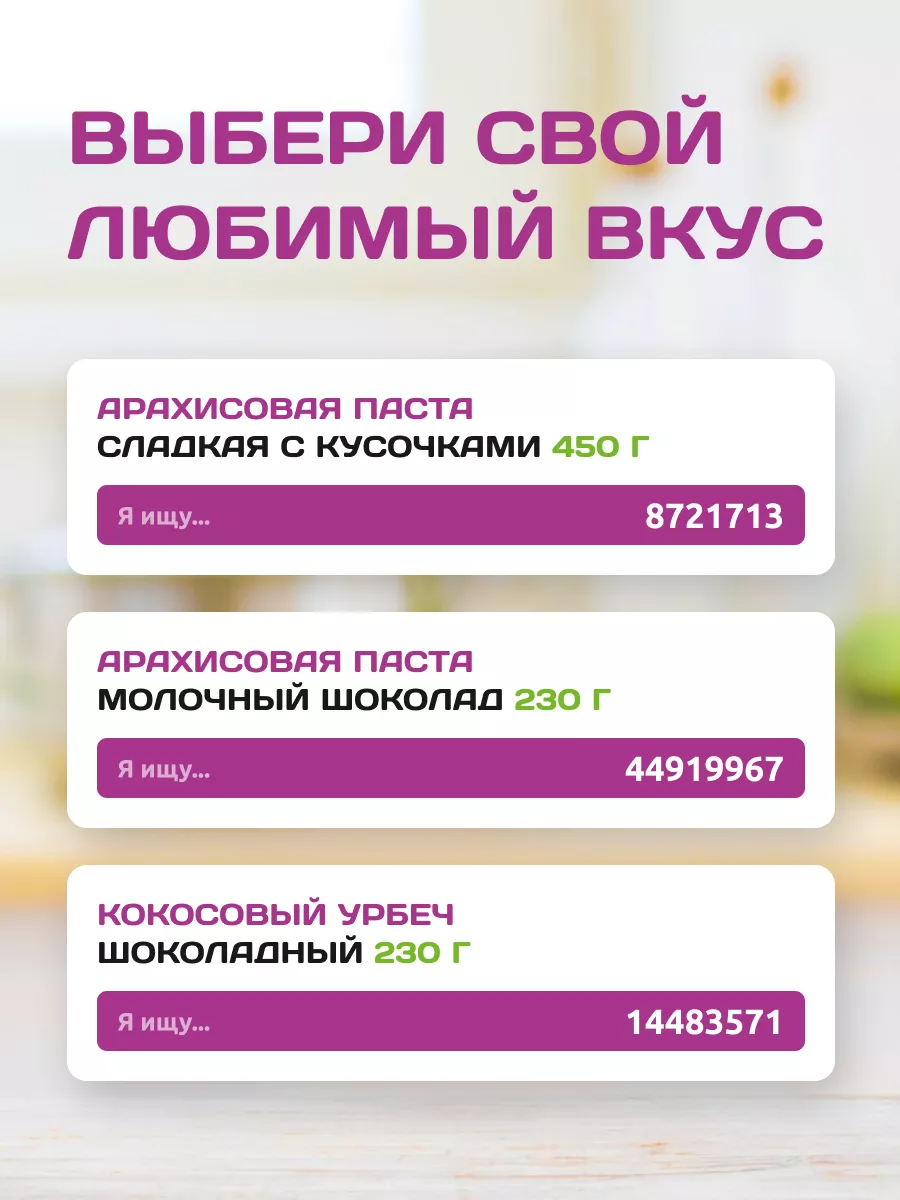 ВЫБЕРИ СВОЙ
ЛЮБИМЫЙ ВКУС
АРАХИСОВАЯ ПАСТА
СЛАДКАЯ С КУСОЧКАМИ 450 Г
Я ищу... 8721713
АРАХИСОВАЯ ПАСТА
МОЛОЧНЫЙ ШОКОЛАД 230 Г
Я ищу... 44919967
КОКОСОВЫЙ УРБЕЧ
ШОКОЛАДНЫЙ 230 Г
Я ищу... 14483571